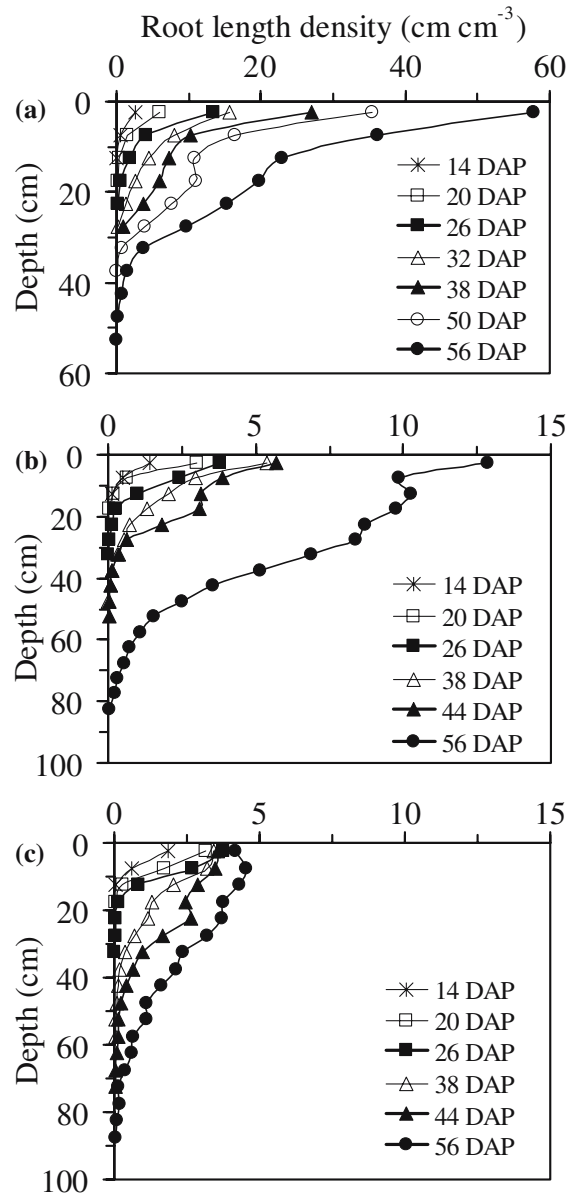 Root length density (cm cm⁻³)
0 20 40 60
(a)
Depth (cm)
0
20
40
60
14 DAP
20 DAP
26 DAP
32 DAP
38 DAP
50 DAP
56 DAP
0 5 10 15
(b)
Depth (cm)
0
20
40
60
80
100
14 DAP
20 DAP
26 DAP
38 DAP
44 DAP
56 DAP
0 5 10 15
(c)
Depth (cm)
0
20
40
60
80
100
14 DAP
20 DAP
26 DAP
38 DAP
44 DAP
56 DAP